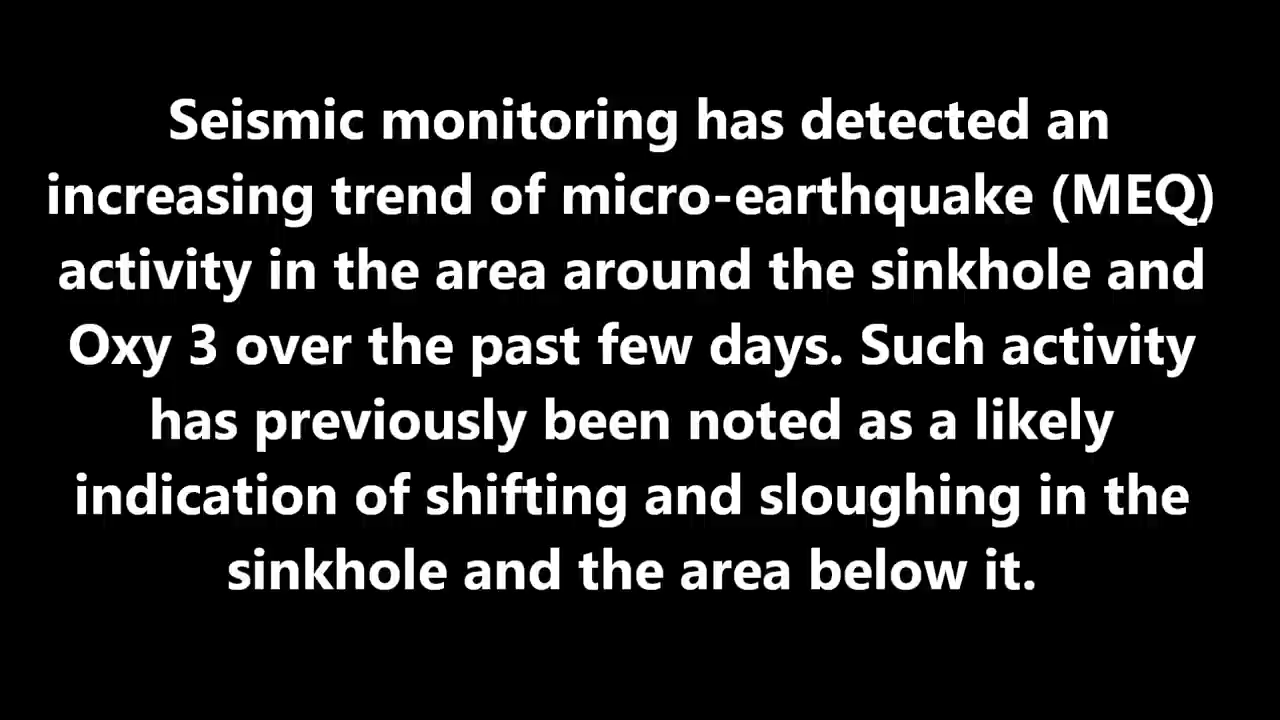 Seismic monitoring has detected an
increasing trend of micro-earthquake (MEQ)
activity in the area around the sinkhole and
Oxy 3 over the past few days. Such activity
has previously been noted as a likely
indication of shifting and sloughing in the
sinkhole and the area below it.